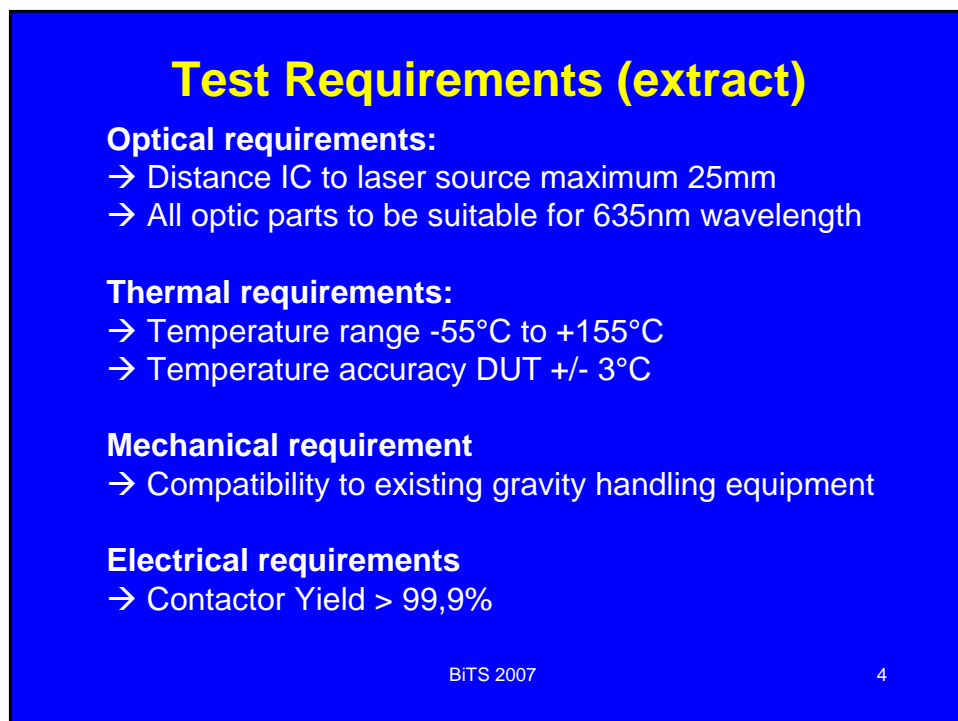 Test Requirements (extract)
Optical requirements:
→ Distance IC to laser source maximum 25mm
→ All optic parts to be suitable for 635nm wavelength
Thermal requirements:
→ Temperature range -55°C to +155°C
→ Temperature accuracy DUT +/- 3°C
Mechanical requirement
→ Compatibility to existing gravity handling equipment
Electrical requirements
→ Contactor Yield > 99,9%
BiTS 2007 4